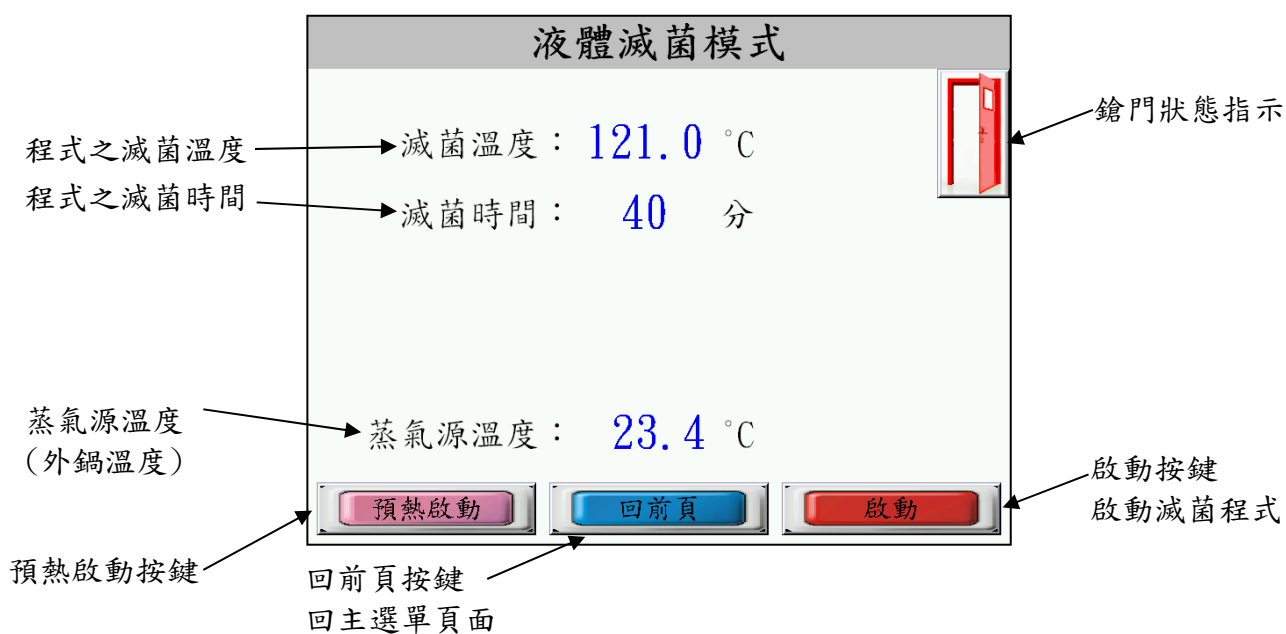 液體滅菌模式
鎗門狀態指示
程式之滅菌溫度
滅菌溫度： 121.0 °C
程式之滅菌時間
滅菌時間： 40 分
蒸氣源溫度
(外鍋溫度)
蒸氣源溫度： 23.4 °C
預熱啟動
回前頁
啟動
啟動按鍵
啟動滅菌程式
預熱啟動按鍵
回前頁按鍵
回主選單頁面